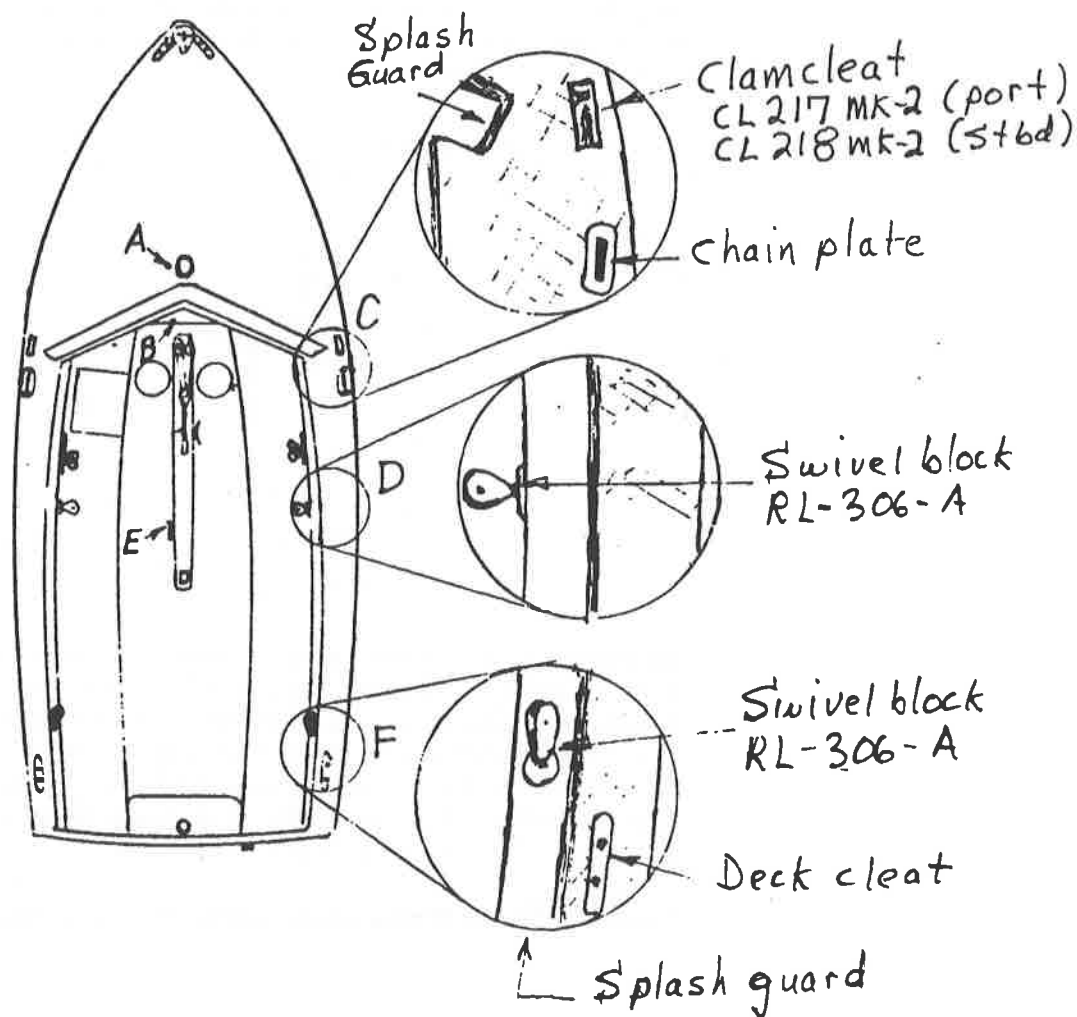 Splash
Guard
Clamcleat
CL 217 MK-2 (port)
CL 218 mk-2 (stbd)
Chain plate
A
B
C
D
Swivel block
RL-306-A
E
F
Swivel block
RL-306-A
Deck cleat
Splash guard